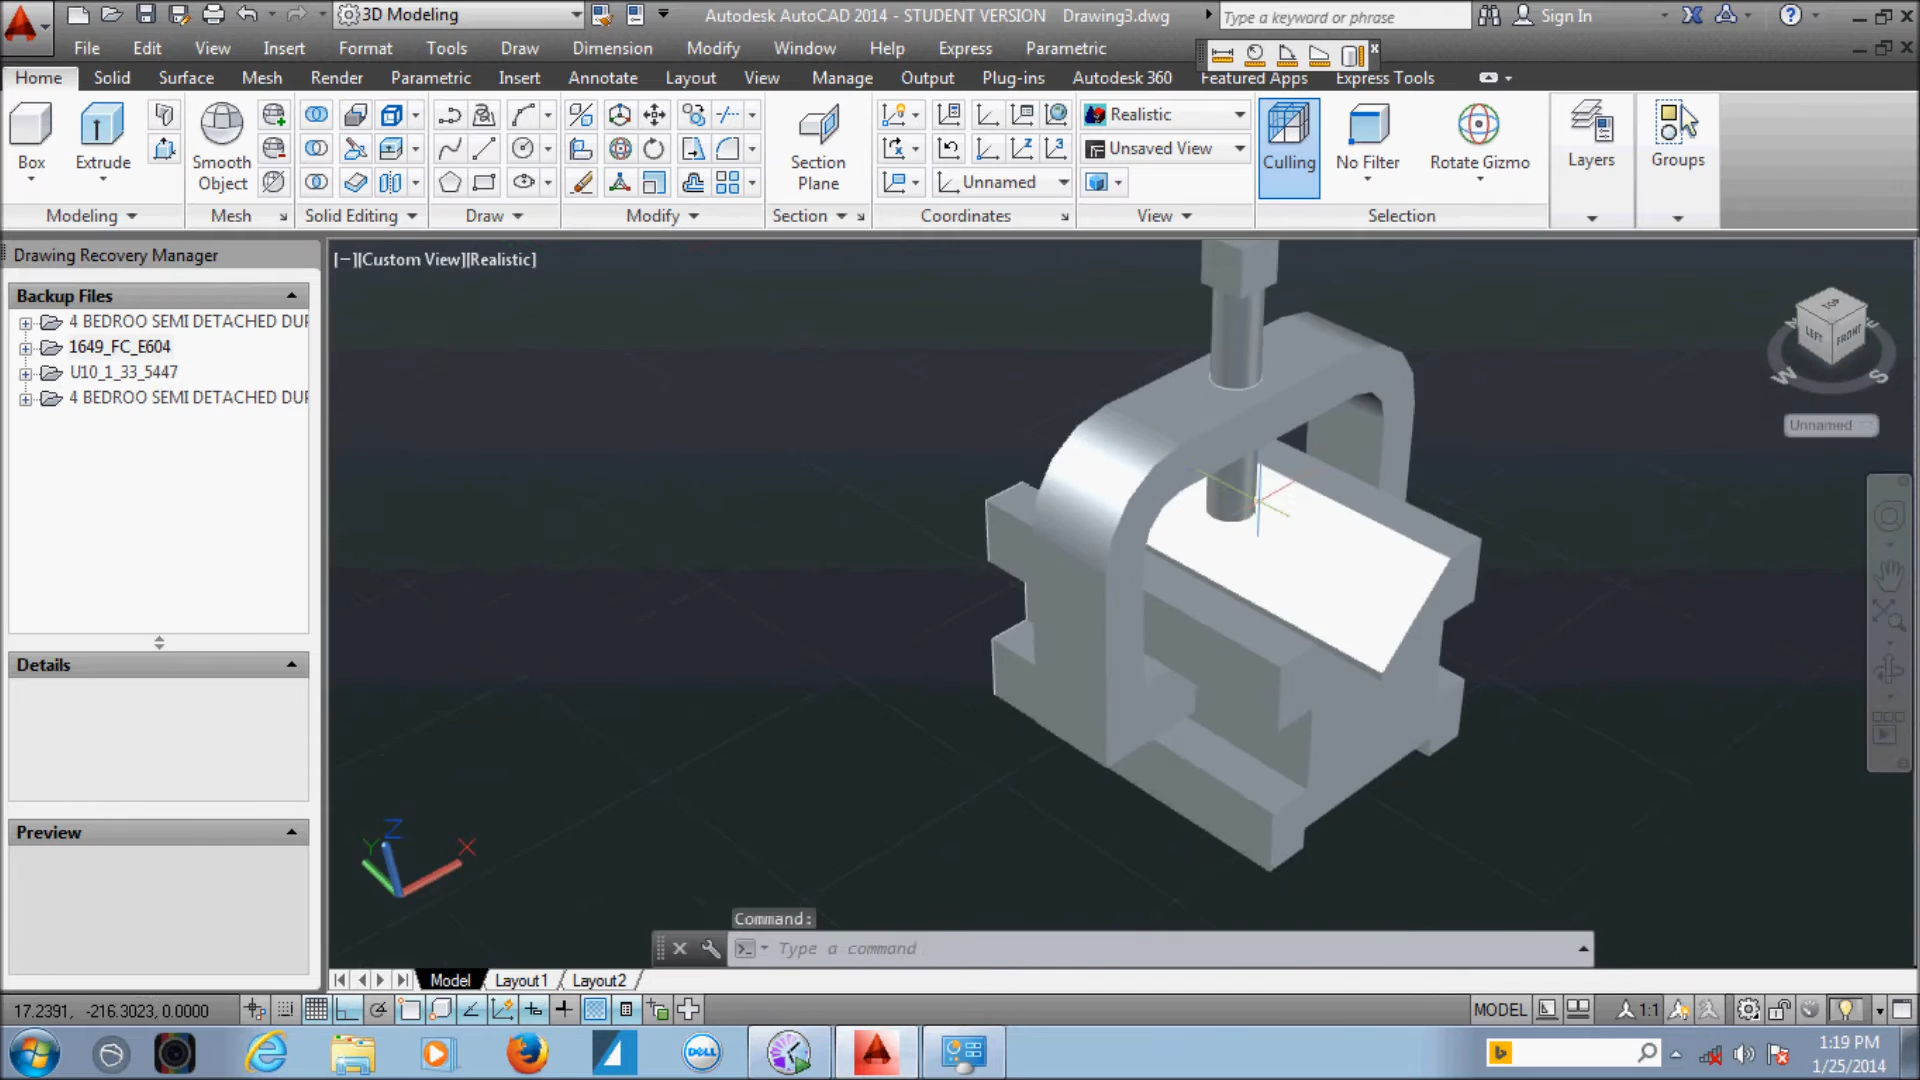 3D Modeling
Autodesk AutoCAD 2014 - STUDENT VERSION Drawing3.dwg
Type a keyword or phrase
Sign In
File Edit View Insert Format Tools Draw Dimension Modify Window Help Express Parametric
Home Solid Surface Mesh Render Parametric Insert Annotate Layout View Manage Output Plug-ins Autodesk 360 Featured Apps Express Tools
Realistic
Unsaved View
Unnamed
Box Extrude Smooth Object Section Plane Culling No Filter Rotate Gizmo Layers Groups
Modeling Mesh Solid Editing Draw Modify Section Coordinates View Selection
Drawing Recovery Manager
[−][Custom View][Realistic]
Backup Files
4 BEDROO SEMI DETACHED DU
1649_FC_E604
U10_1_33_5447
4 BEDROO SEMI DETACHED DU
TOP
LEFT FRONT
W S
Unnamed
Details
Preview
Z
Y X
Command:
Type a command
Model Layout1 Layout2
17.2391, -216.3023, 0.0000
MODEL
1:1
DELL
1:19 PM
1/25/2014